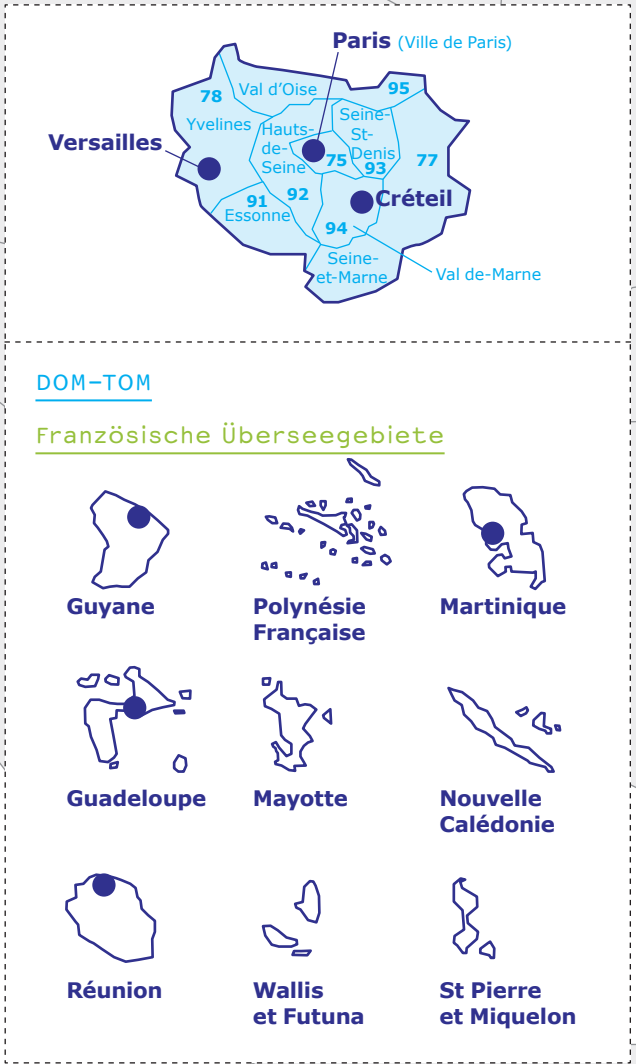 Paris (Ville de Paris)
78
Val d'Oise
95
Yvelines
Hauts-
de-
Seine
Seine-
St-
Denis
Versailles
75
93
77
91
Essonne
92
Créteil
94
Seine-
et-Marne
Val de-Marne
DOM-TOM
Französische Überseegebiete
Guyane
Polynésie
Française
Martinique
Guadeloupe
Mayotte
Nouvelle
Calédonie
Réunion
Wallis
et Futuna
St Pierre
et Miquelon